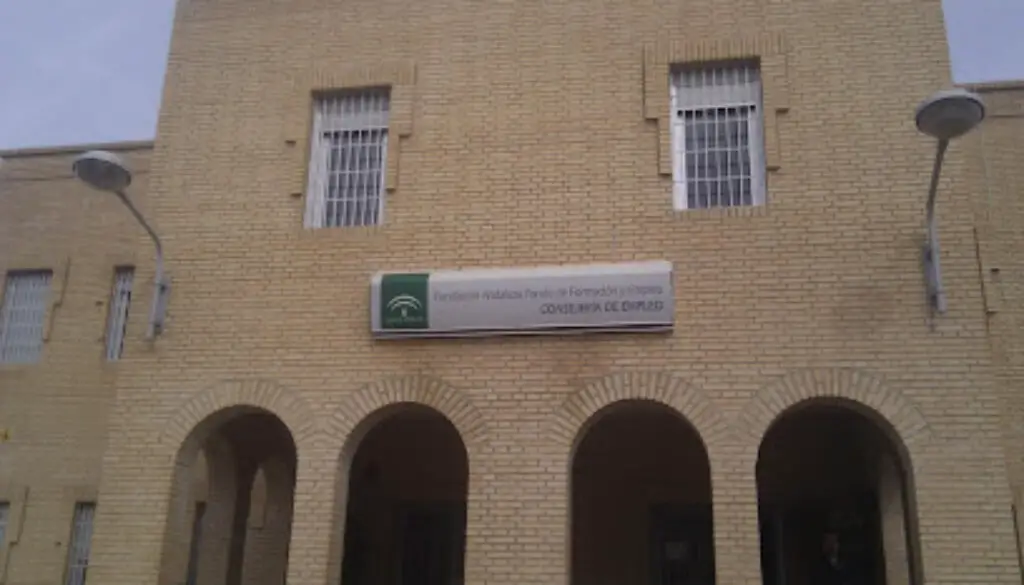 Fundación Andaluza Fondo de Formación y Empleo
CONSEJERÍA DE EMPLEO